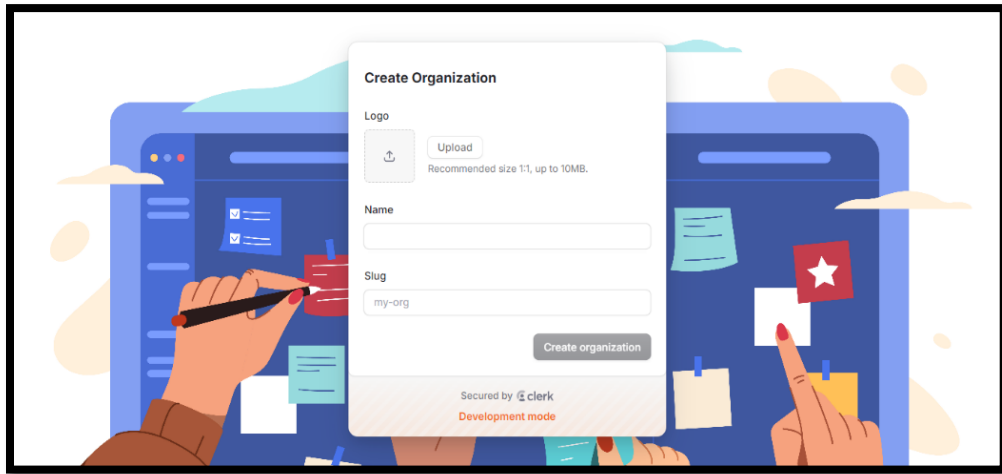 Create Organization
Logo
Upload
Recommended size 1:1, up to 10MB.
Name
Slug
my-org
Create organization
Secured by clerk
Development mode